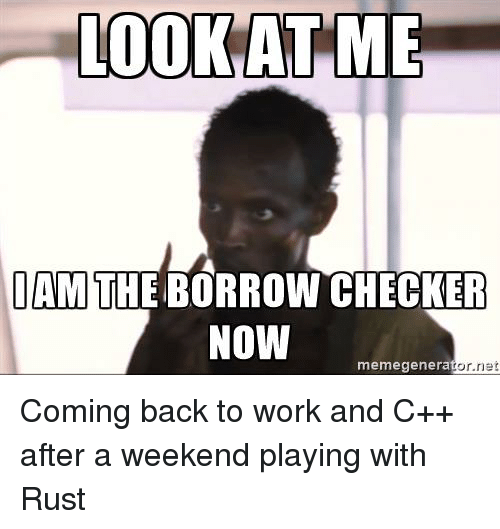 LOOK AT ME
I AM THE BORROW CHECKER
NOW
memegenerator.net
Coming back to work and C++
after a weekend playing with
Rust